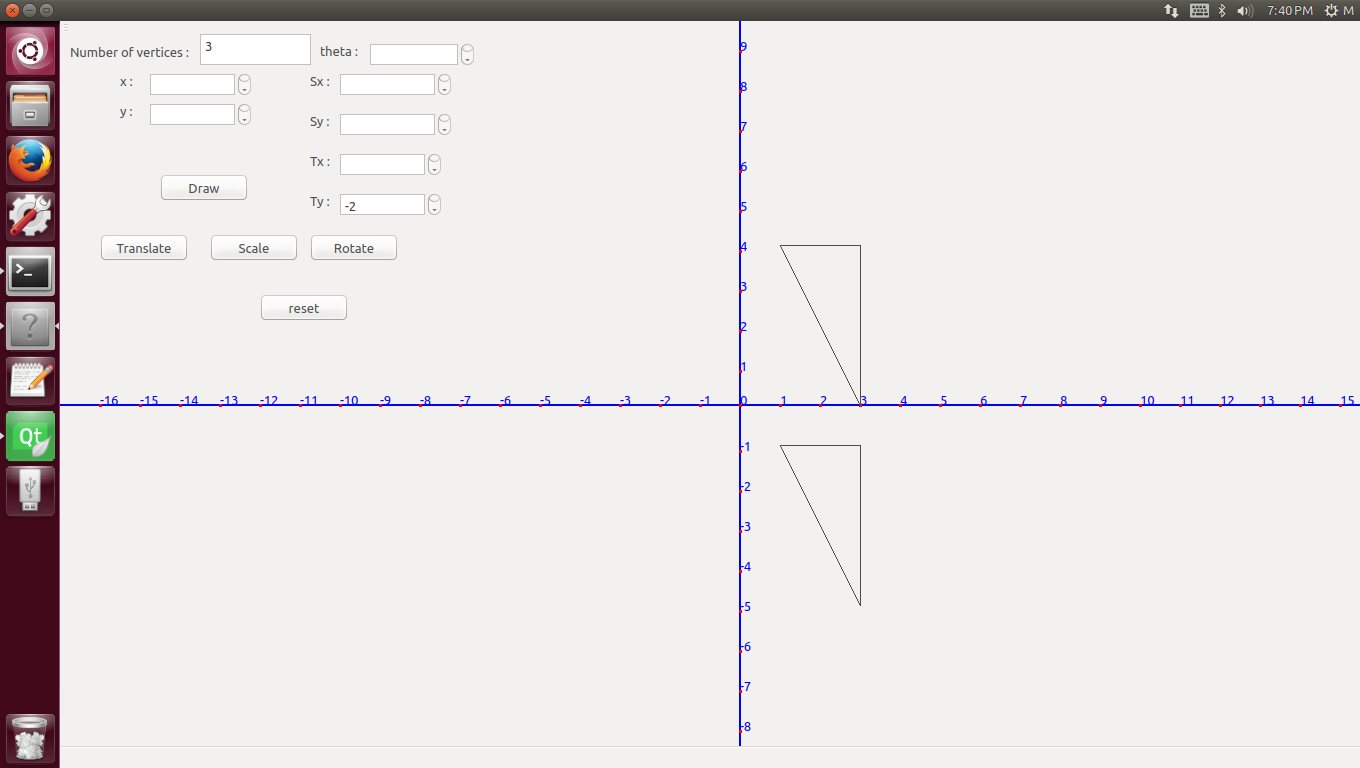 7:40 PM M
Number of vertices : 3 theta :
x : Sx :
y : Sy :
Tx :
Draw
Ty : -2
Translate Scale Rotate
reset
9
8
7
6
5
4
3
2
1
-16 -15 -14 -13 -12 -11 -10 -9 -8 -7 -6 -5 -4 -3 -2 -1 0 1 2 3 4 5 6 7 8 9 10 11 12 13 14 15
-1
-2
-3
-4
-5
-6
-7
-8
>_
?
Qt